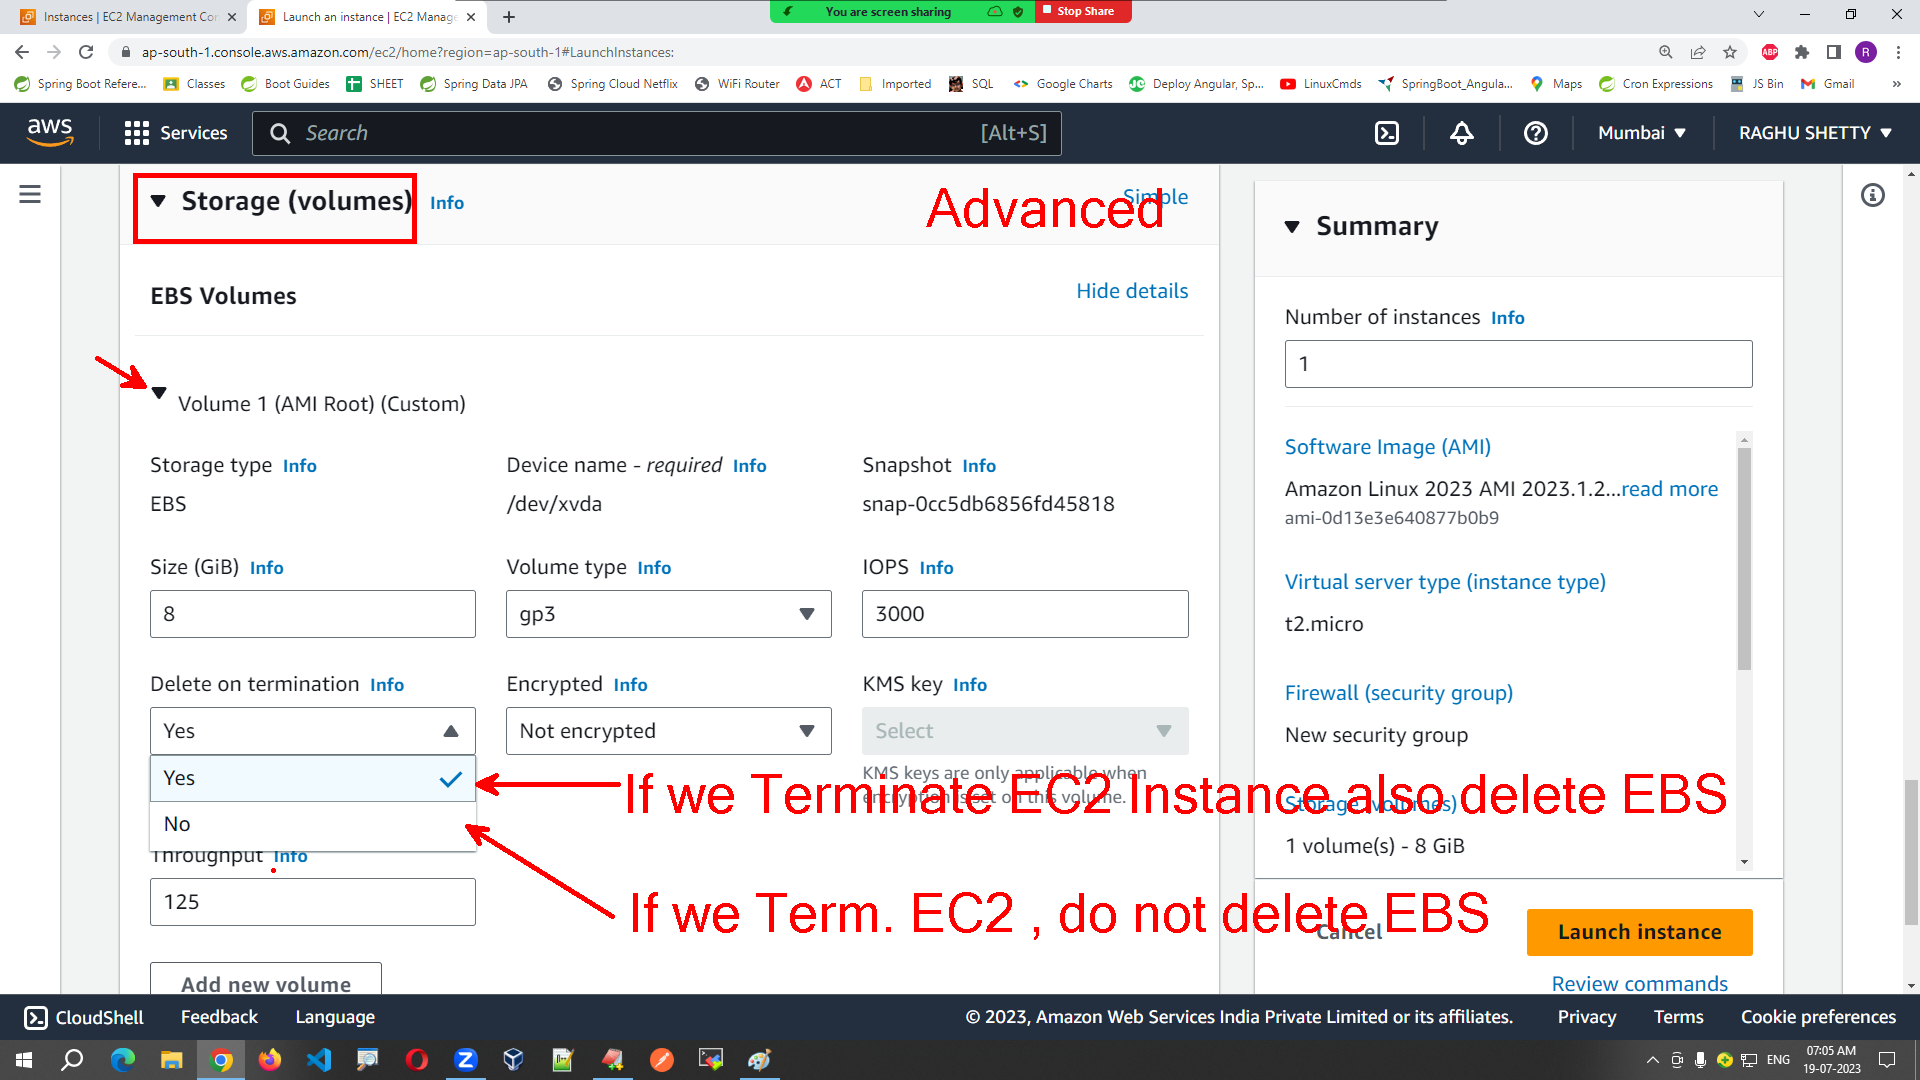 Instances | EC2 Management Con
Launch an instance | EC2 Manage
You are screen sharing
Stop Share
ap-south-1.console.aws.amazon.com/ec2/home?region=ap-south-1#LaunchInstances:
ABP
R
Spring Boot Refere...
Classes
Boot Guides
SHEET
Spring Data JPA
Spring Cloud Netflix
WiFi Router
ACT
Imported
SQL
Google Charts
Deploy Angular, Sp...
LinuxCmds
SpringBoot_Angula...
Maps
Cron Expressions
JS Bin
Gmail
»
aws
Services
Search
[Alt+S]
Mumbai
RAGHU SHETTY
Storage (volumes)
Info
Advanced
Simple
EBS Volumes
Hide details
Volume 1 (AMI Root) (Custom)
Storage type Info
Device name - required Info
Snapshot Info
EBS
/dev/xvda
snap-0cc5db6856fd45818
Size (GiB) Info
Volume type Info
IOPS Info
8
gp3
3000
Delete on termination Info
Encrypted Info
KMS key Info
Yes
Not encrypted
Select
Yes
No
KMS keys are only applicable when
encryption is set on this volume.
If we Terminate EC2 Instance also delete EBS
Throughput Info
125
If we Term. EC2 , do not delete EBS
Add new volume
Summary
Number of instances Info
1
Software Image (AMI)
Amazon Linux 2023 AMI 2023.1.2...read more
ami-0d13e3e640877b0b9
Virtual server type (instance type)
t2.micro
Firewall (security group)
New security group
Storage (volumes)
1 volume(s) - 8 GiB
Cancel
Launch instance
Review commands
CloudShell
Feedback
Language
© 2023, Amazon Web Services India Private Limited or its affiliates.
Privacy
Terms
Cookie preferences
ENG
07:05 AM
19-07-2023